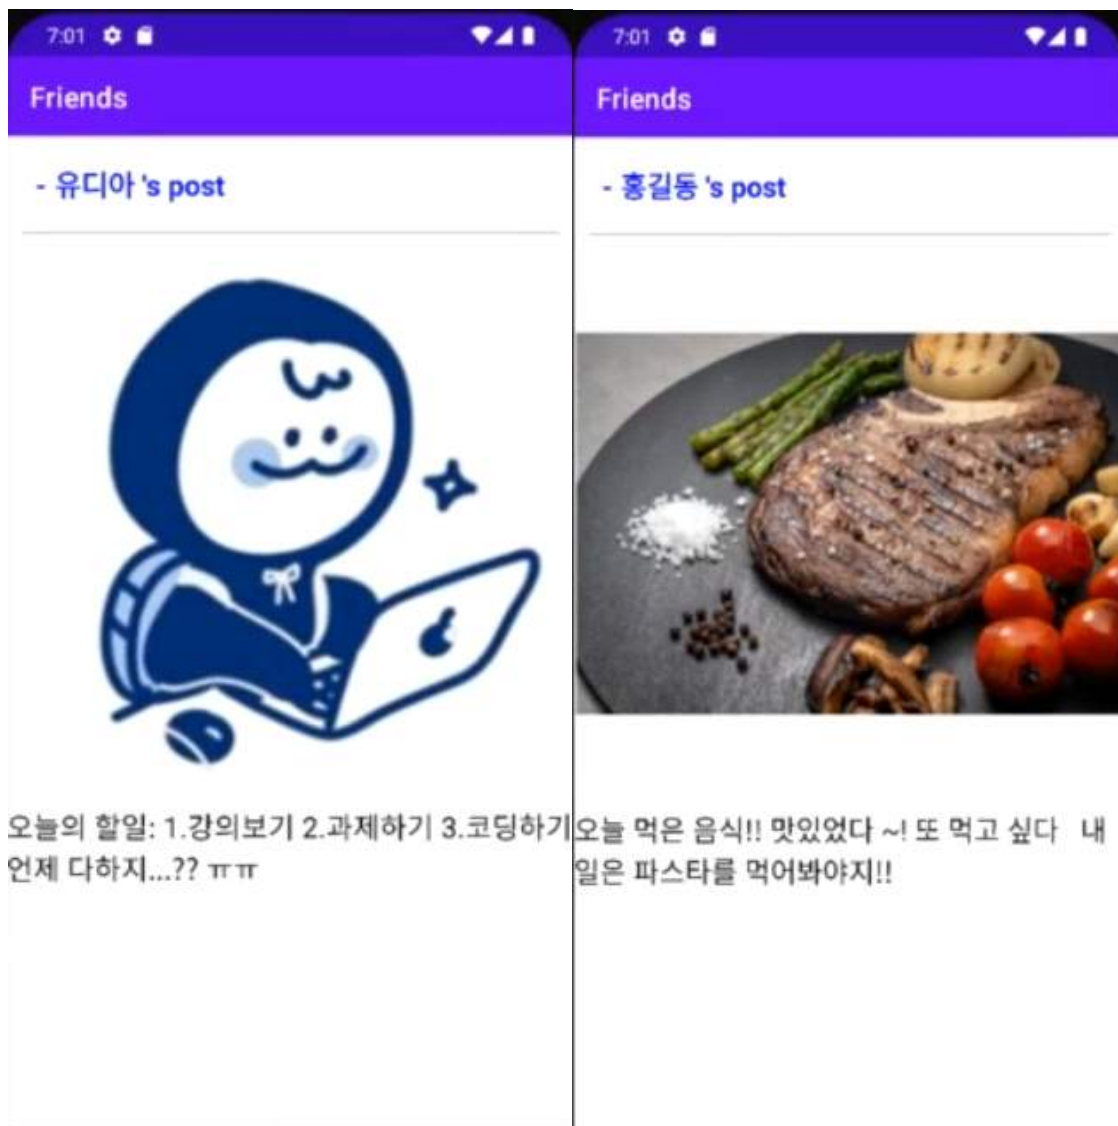 7:01
Friends
- 유디아 's post
오늘의 할일: 1.강의보기 2.과제하기 3.코딩하기
언제 다하지...?? ㅠㅠ
7:01
Friends
- 홍길동 's post
오늘 먹은 음식!! 맛있었다 ~! 또 먹고 싶다 내
일은 파스타를 먹어봐야지!!